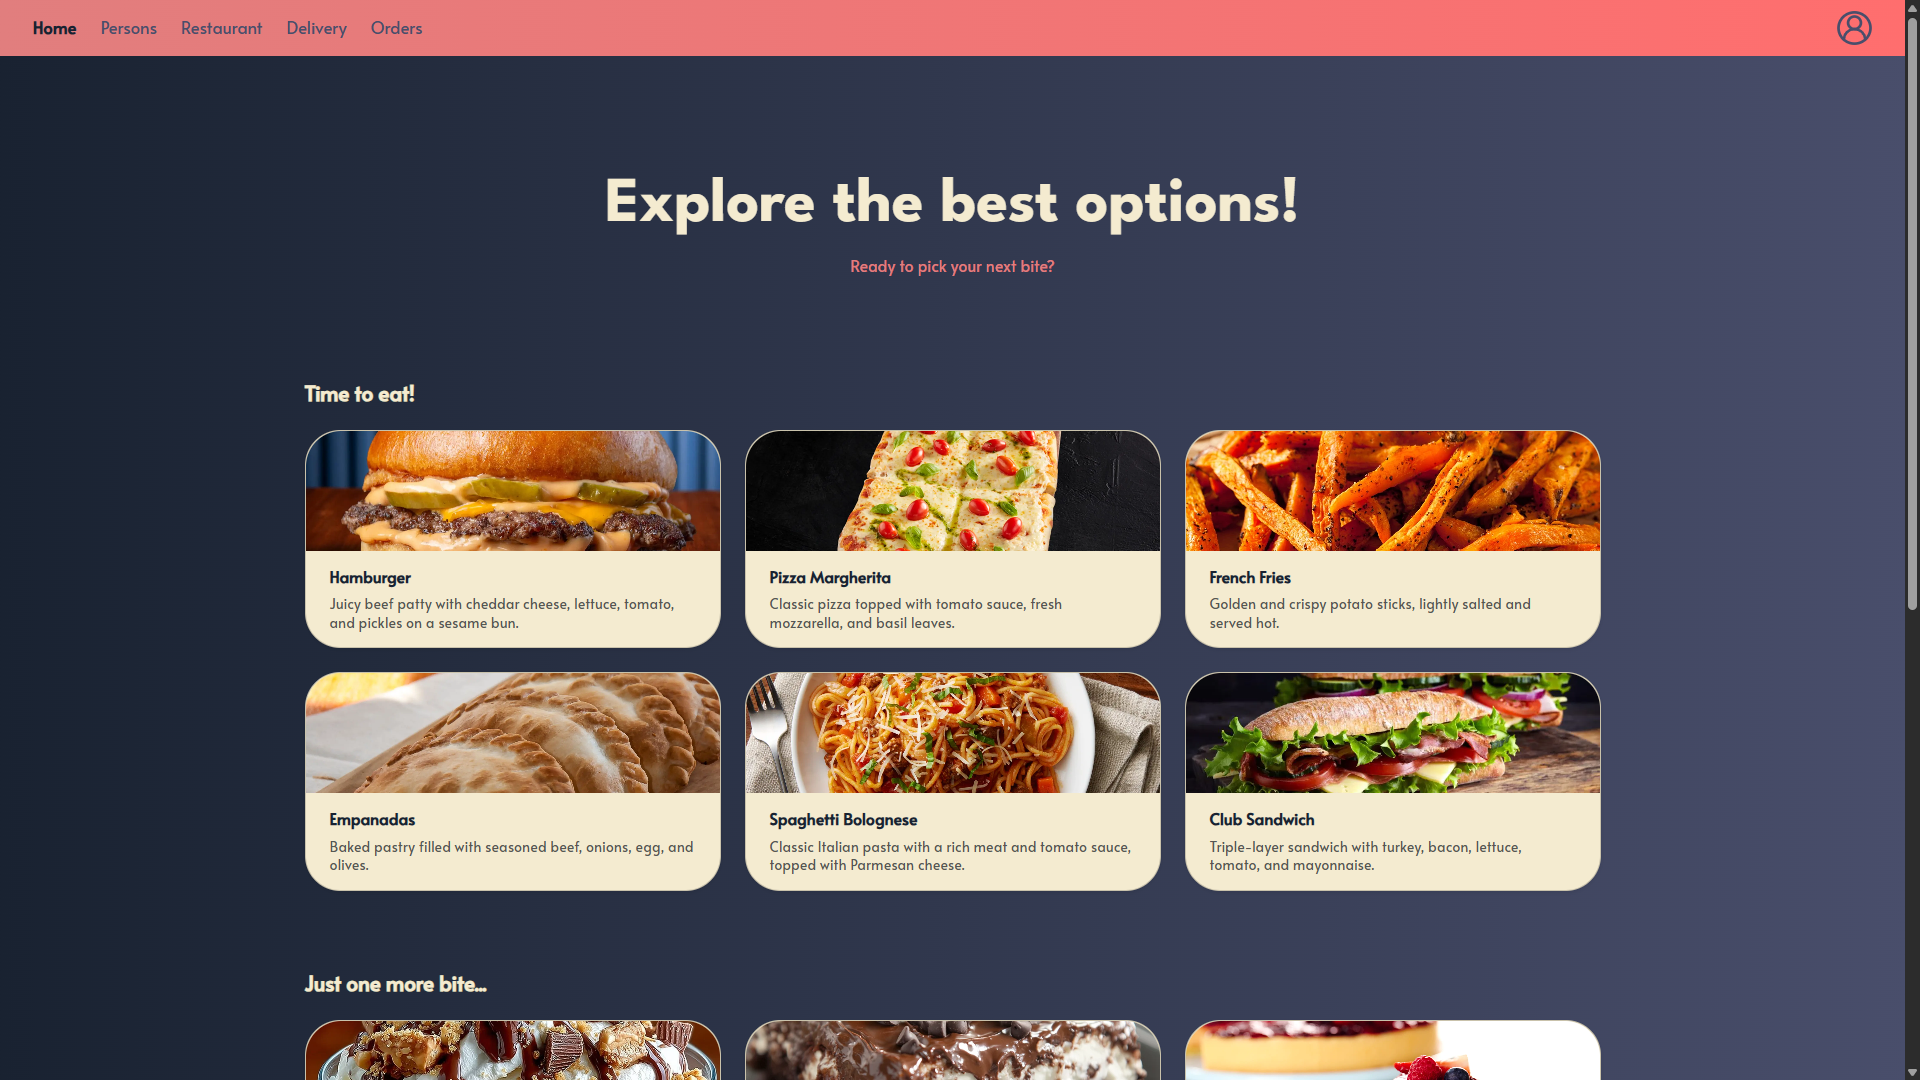 Home Persons Restaurant Delivery Orders
Explore the best options!
Ready to pick your next bite?
Time to eat!
Hamburger
Juicy beef patty with cheddar cheese, lettuce, tomato,
and pickles on a sesame bun.
Pizza Margherita
Classic pizza topped with tomato sauce, fresh
mozzarella, and basil leaves.
French Fries
Golden and crispy potato sticks, lightly salted and
served hot.
Empanadas
Baked pastry filled with seasoned beef, onions, egg, and
olives.
Spaghetti Bolognese
Classic Italian pasta with a rich meat and tomato sauce,
topped with Parmesan cheese.
Club Sandwich
Triple-layer sandwich with turkey, bacon, lettuce,
tomato, and mayonnaise.
Just one more bite...